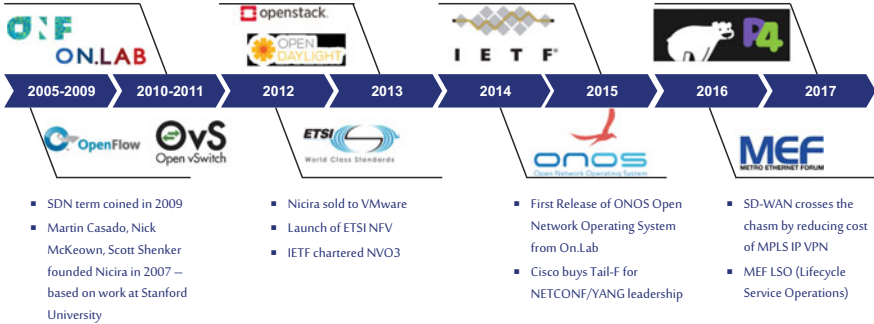 ONF
ON.LAB
openstack.
OPEN
DAYLIGHT
I E T F®
P4
2005-2009
2010-2011
2012
2013
2014
2015
2016
2017
OpenFlow
OvS
Open vSwitch
ETSI
World Class Standards
onos
Open Network Operating System
MEF
METRO ETHERNET FORUM
▪ SDN term coined in 2009
▪ Martin Casado, Nick
McKeown, Scott Shenker
founded Nicira in 2007 –
based on work at Stanford
University
▪ Nicira sold to VMware
▪ Launch of ETSI NFV
▪ IETF chartered NVO3
▪ First Release of ONOS Open
Network Operating System
from On.Lab
▪ Cisco buys Tail-F for
NETCONF/YANG leadership
▪ SD-WAN crosses the
chasm by reducing cost
of MPLS IP VPN
▪ MEF LSO (Lifecycle
Service Operations)